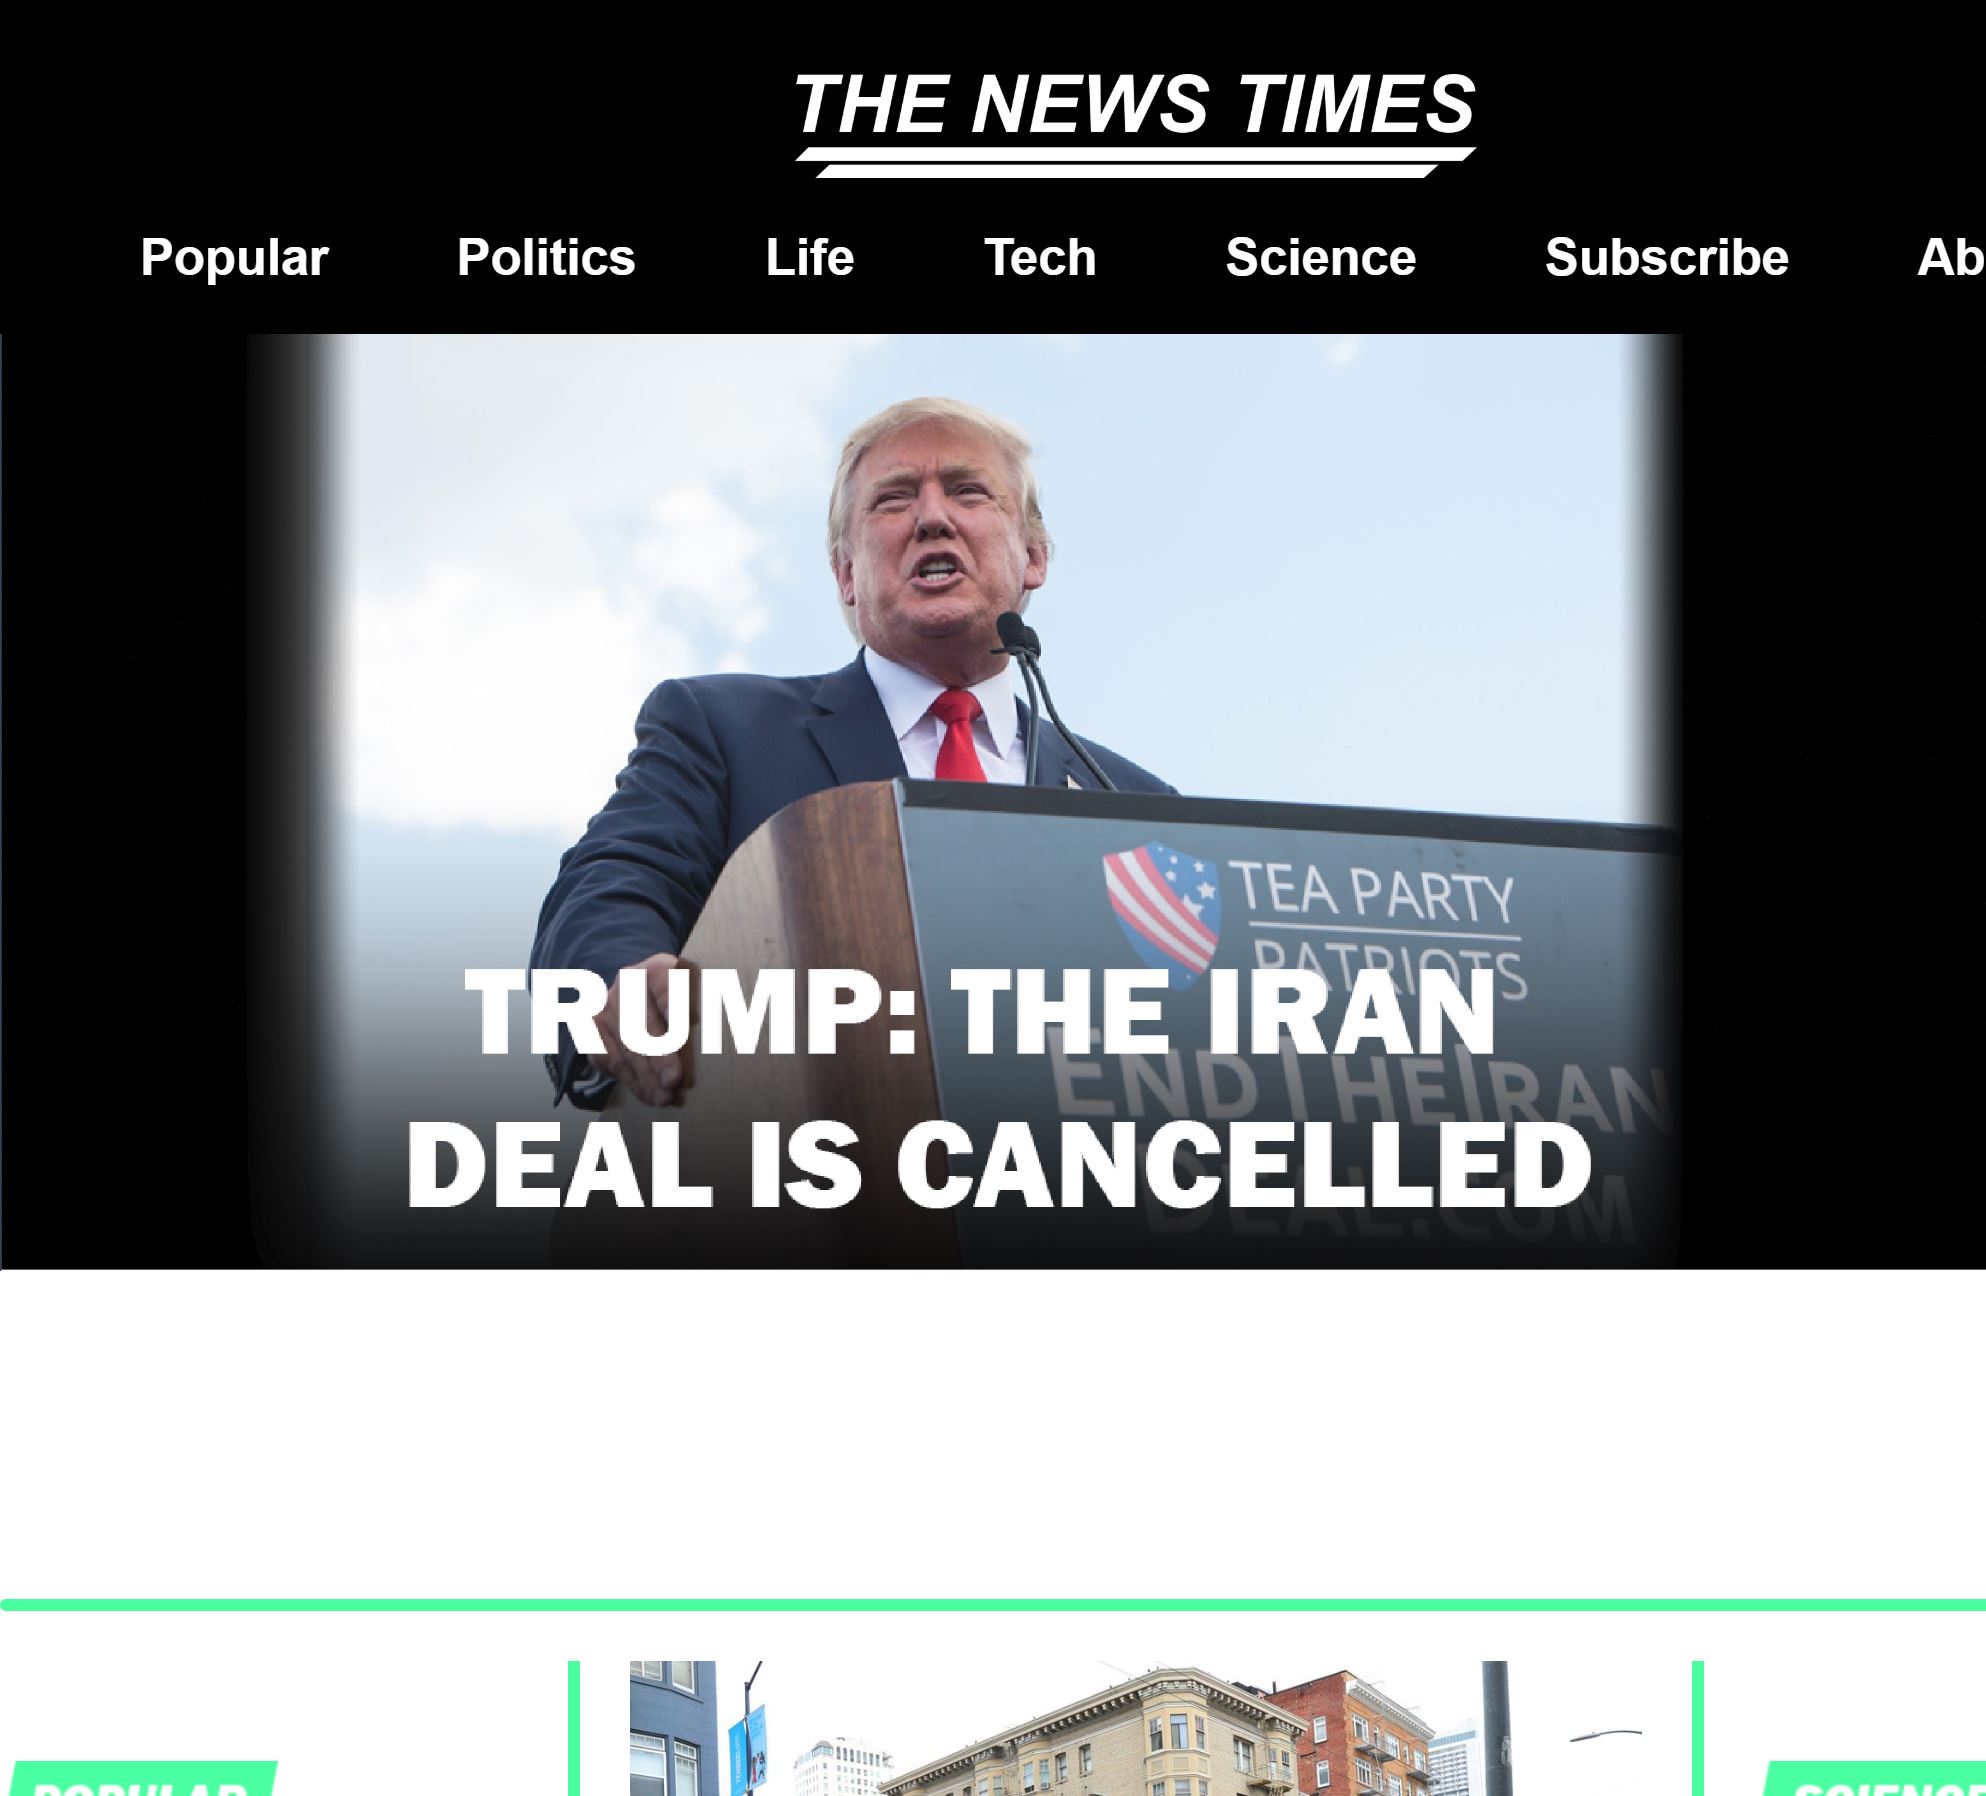 THE NEWS TIMES
Popular Politics Life Tech Science Subscribe Ab
TEA PARTY
PATRIOTS
TRUMP: THE IRAN
END THE IRAN
DEAL IS CANCELLED
DEAL.COM
POPULAR
SCIENCE